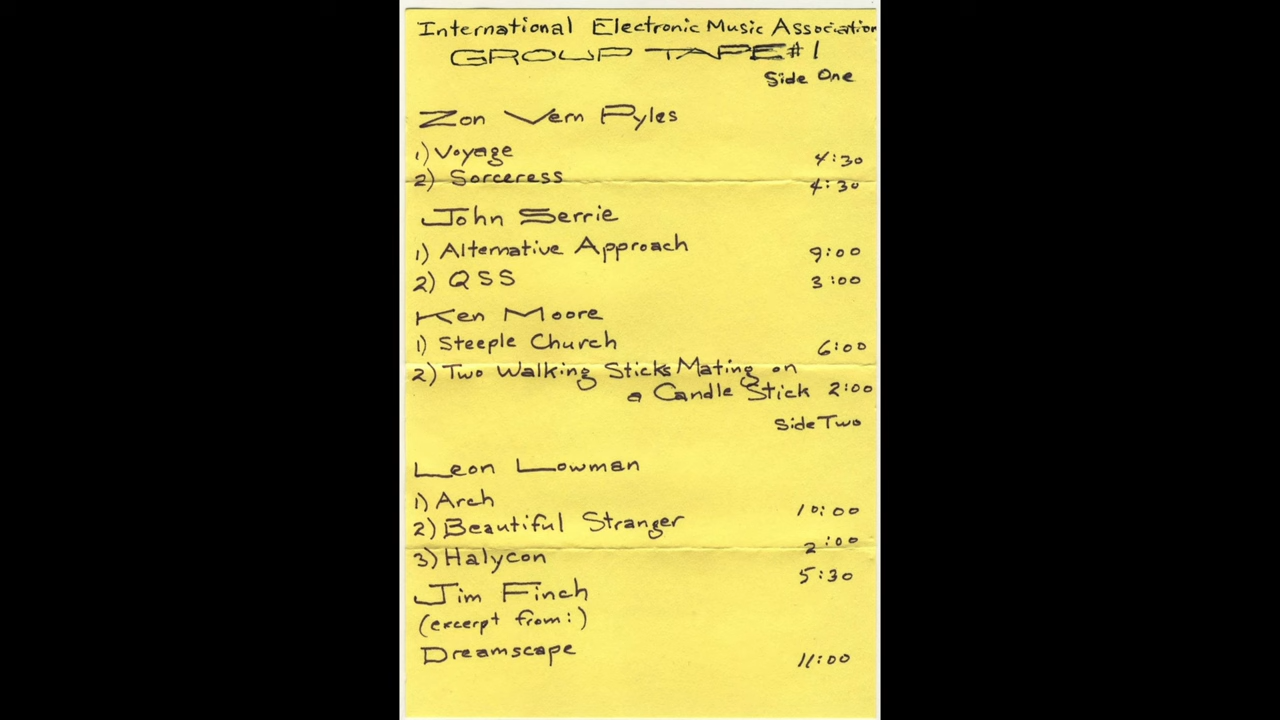 International Electronic Music Association
GROUP TAPE #1
Side One
Zon Vern Pyles
1) Voyage 4:30
2) Sorceress 4:30
John Serrie
1) Alternative Approach 9:00
2) QSS 3:00
Ken Moore
1) Steeple Church 6:00
2) Two Walking Sticks Mating on
a Candle Stick 2:00
Side Two
Leon Lowman
1) Arch 10:00
2) Beautiful Stranger 2:00
3) Halycon 5:30
Jim Finch
(excerpt from:)
Dreamscape 11:00